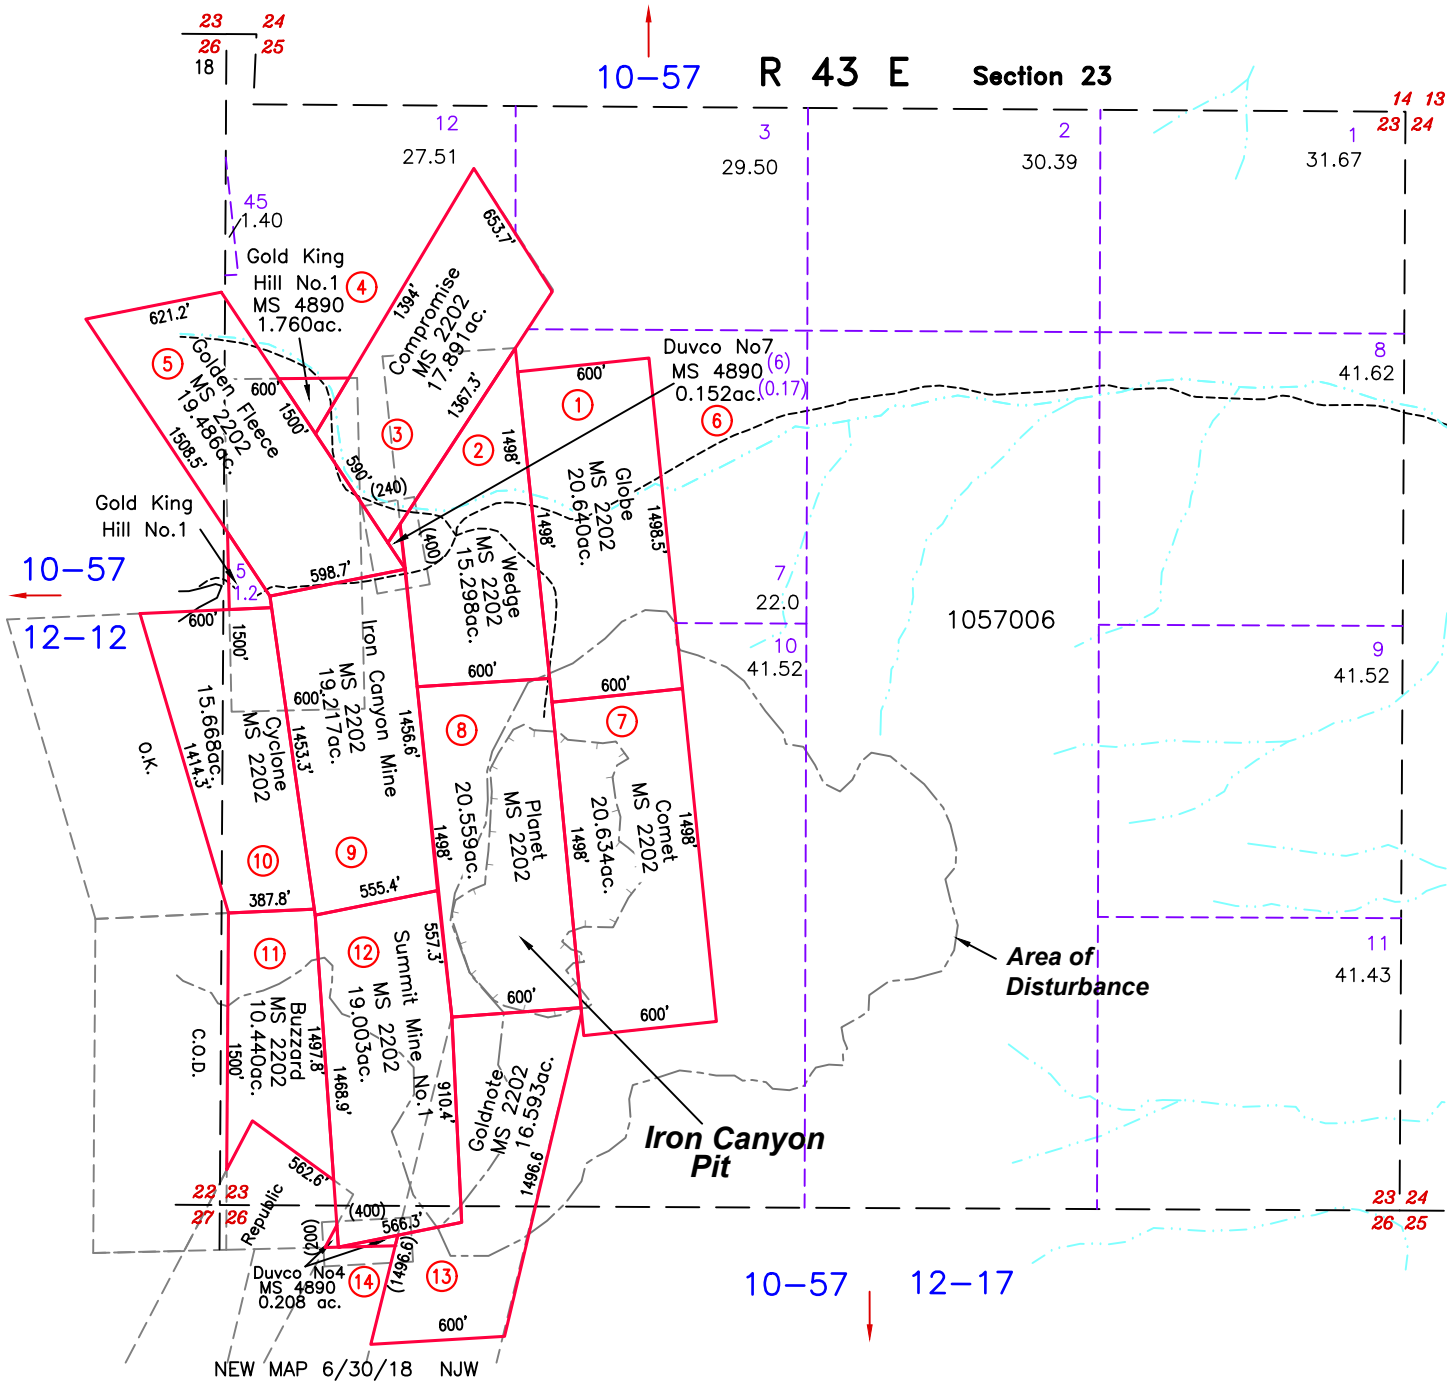 23 24
26 25
18
10-57
R 43 E
Section 23
14 13
23 24
12
27.51
3
29.50
2
30.39
1
31.67
45
1.40
Gold King
Hill No.1
MS 4890
1.760ac.
4
653.7'
1394'
Compromise
MS 2202
17.891ac.
1367.3'
621.2'
5
Golden Fleece
MS 2202
19.486ac.
600'
1500'
1508.5'
590'
(240)
3
2
Duvco No7
MS 4890
0.152ac.
(6)
(0.17)
600'
1
6
8
41.62
1498'
Globe
MS 2202
20.640ac.
1498'
1498.5'
Gold King
Hill No.1
10-57
5
1.2
598.7'
(400)
Wedge
MS 2202
15.298ac.
7
22.0
1057006
12-12
600'
1500'
10
41.52
9
41.52
600'
600'
Iron Canyon Mine
MS 2202
19.217ac.
600'
1456.6'
8
7
O.K.
15.668ac.
1414.3'
Cyclone
MS 2202
1453.3'
Planet
MS 2202
20.559ac.
1498'
Comet
MS 2202
20.634ac.
1498'
1498'
10
9
387.8'
555.4'
557.3'
11
12
Area of
Disturbance
11
41.43
Summit Mine No.1
MS 2202
19.003ac.
600'
600'
Buzzard
MS 2202
10.440ac.
1497.8'
1468.9'
1500'
C.O.D.
910.4'
Goldnote
MS 2202
16.593ac.
1496.6
Iron Canyon
Pit
562.6'
Republic
22 23
27 26
(400)
566.3'
(200)
(1496.6)
23 24
26 25
Duvco No4
MS 4890
0.208 ac.
14
13
10-57
12-17
600'
NEW MAP 6/30/18 NJW